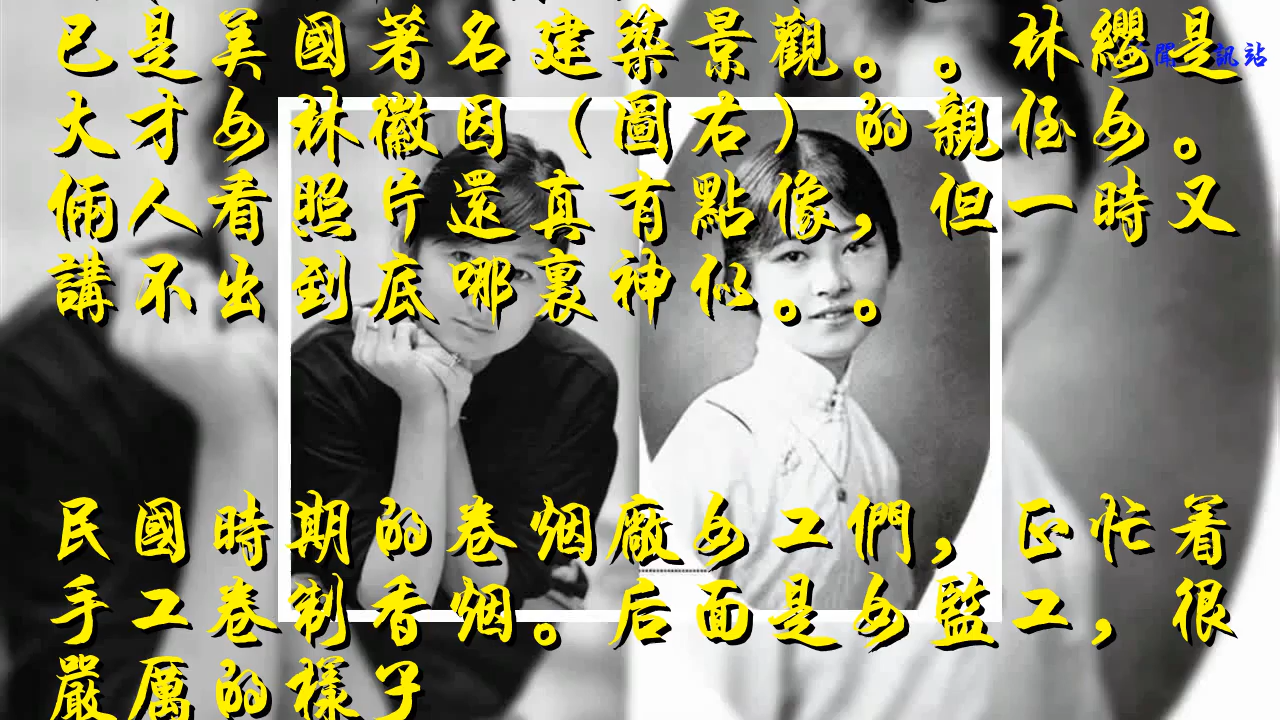 已是美國著名建築景觀。。林纓是
大才女林徽因（圖右）的親侄女。
倆人看照片還真有點像，但一時又
講不出到底哪裏神似。。
民國時期的卷烟廠女工們，正忙着
手工卷制香烟。后面是女監工，很
嚴厲的樣子
聞 訊站